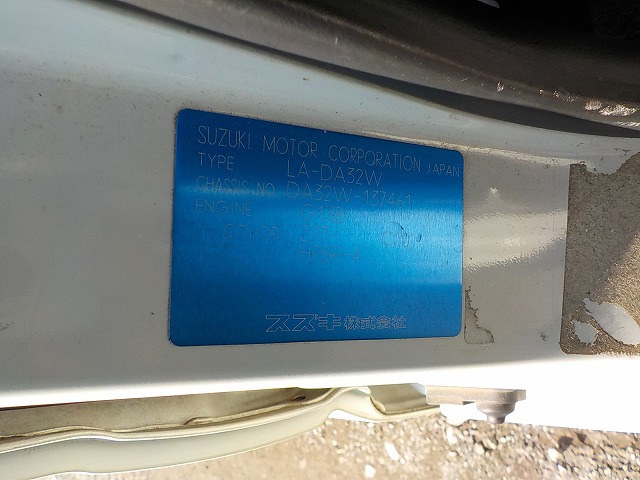 SUZUKI MOTOR CORPORATION JAPAN
TYPE LA-DA32W
CHASSIS NO. DA32W-137461
ENGINE
COLOR
スズキ株式会社